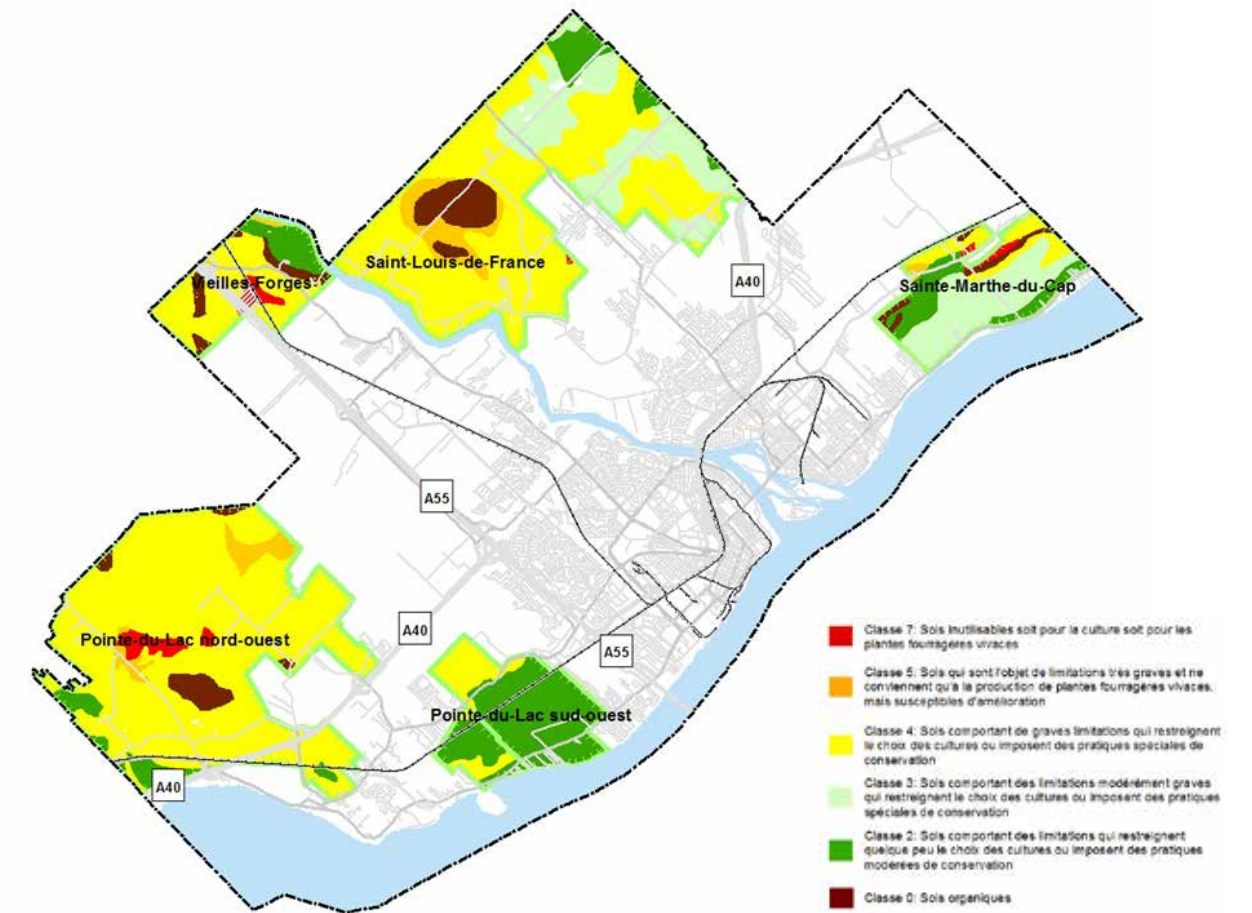 Saint-Louis-de-France
Vieilles-Forges
A40
Sainte-Marthe-du-Cap
A55
Pointe-du-Lac nord-ouest
A40
A55
Pointe-du-Lac sud-ouest
A40
Classe 7: Sols inutilisables soit pour la culture soit pour les
plantes fourragères vivaces
Classe 5: Sols qui sont l'objet de limitations très graves et ne
conviennent qu'à la production de plantes fourragères vivaces,
mais susceptibles d'amélioration
Classe 4: Sols comportant de graves limitations qui restreignent
le choix des cultures ou imposent des pratiques spéciales de
conservation
Classe 3: Sols comportant des limitations modérément graves
qui restreignent le choix des cultures ou imposent des pratiques
spéciales de conservation
Classe 2: Sols comportant des limitations qui restreignent
quelque peu le choix des cultures ou imposent des pratiques
modérées de conservation
Classe 0: Sols organiques